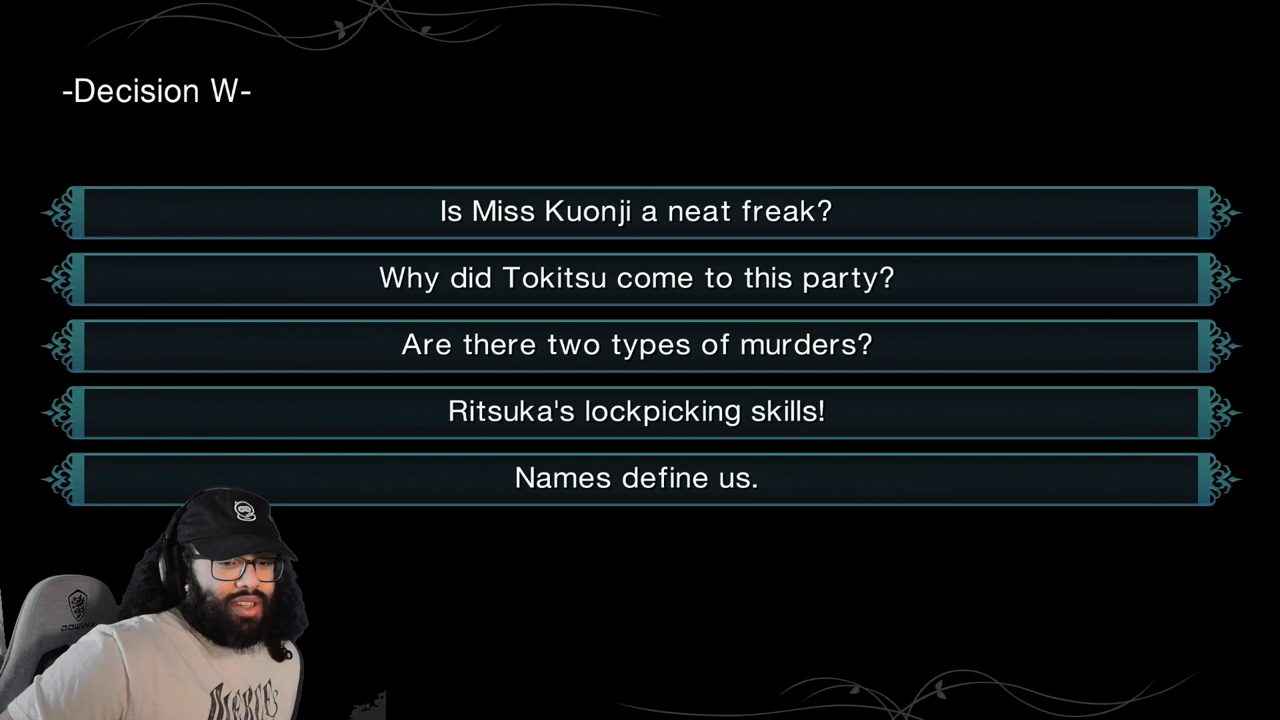 -Decision W-
Is Miss Kuonji a neat freak?
Why did Tokitsu come to this party?
Are there two types of murders?
Ritsuka's lockpicking skills!
Names define us.